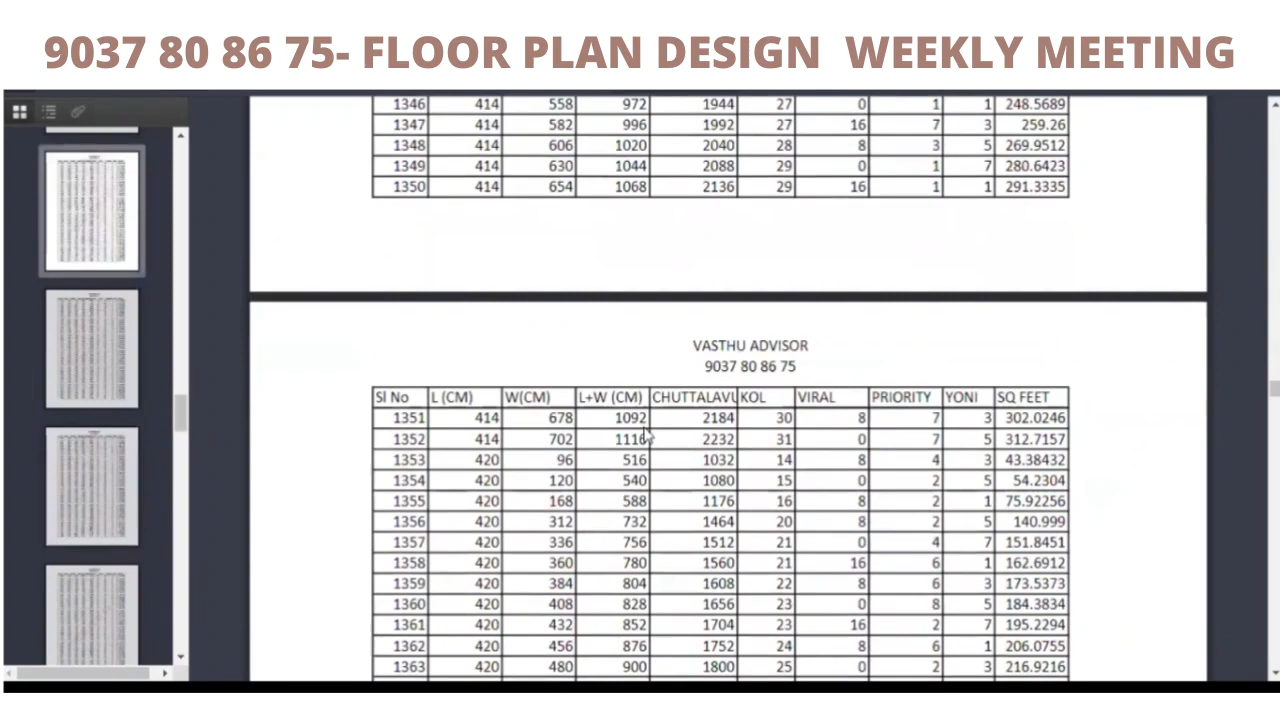 9037 80 86 75- FLOOR PLAN DESIGN WEEKLY MEETING
1346 414 558 972 1944 27 0 1 1 248.5689
1347 414 582 996 1992 27 16 7 3 259.26
1348 414 606 1020 2040 28 8 3 5 269.9512
1349 414 630 1044 2088 29 0 1 7 280.6423
1350 414 654 1068 2136 29 16 1 1 291.3335
VASTHU ADVISOR
9037 80 86 75
Sl No L (CM) W(CM) L+W (CM) CHUTTALAVU KOL VIRAL PRIORITY YONI SQ FEET
1351 414 678 1092 2184 30 8 7 3 302.0246
1352 414 702 1116 2232 31 0 7 5 312.7157
1353 420 96 516 1032 14 8 4 3 43.38432
1354 420 120 540 1080 15 0 2 5 54.2304
1355 420 168 588 1176 16 8 2 1 75.92256
1356 420 312 732 1464 20 8 2 5 140.999
1357 420 336 756 1512 21 0 4 7 151.8451
1358 420 360 780 1560 21 16 6 1 162.6912
1359 420 384 804 1608 22 8 6 3 173.5373
1360 420 408 828 1656 23 0 8 5 184.3834
1361 420 432 852 1704 23 16 2 7 195.2294
1362 420 456 876 1752 24 8 6 1 206.0755
1363 420 480 900 1800 25 0 2 3 216.9216